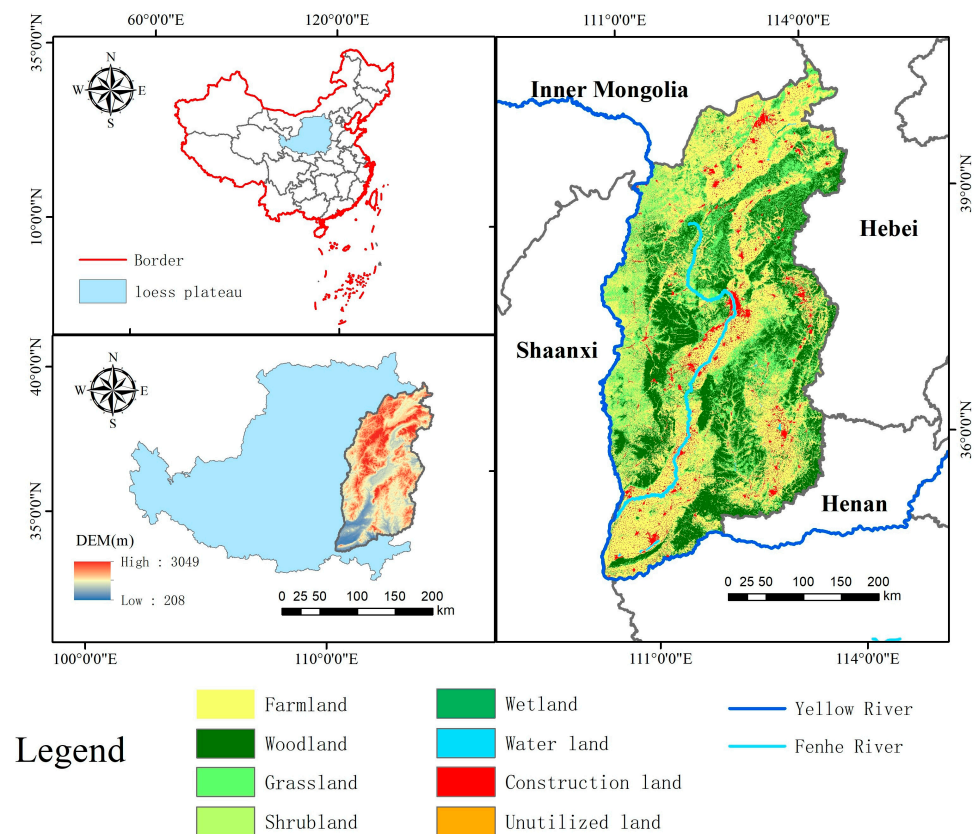 60°0'0"E 120°0'0"E
35°0'0"N
10°0'0"N
N
W E
S
Border
loess plateau
40°0'0"N
35°0'0"N
N
W E
S
DEM(m)
High : 3049
Low : 208
0 25 50 100 150 200
km
100°0'0"E 110°0'0"E
111°0'0"E 114°0'0"E
Inner Mongolia
Hebei
Shaanxi
Henan
39°0'0"N
36°0'0"N
0 25 50 100 150 200
km
111°0'0"E 114°0'0"E
Legend
Farmland
Woodland
Grassland
Shrubland
Wetland
Water land
Construction land
Unutilized land
Yellow River
Fenhe River